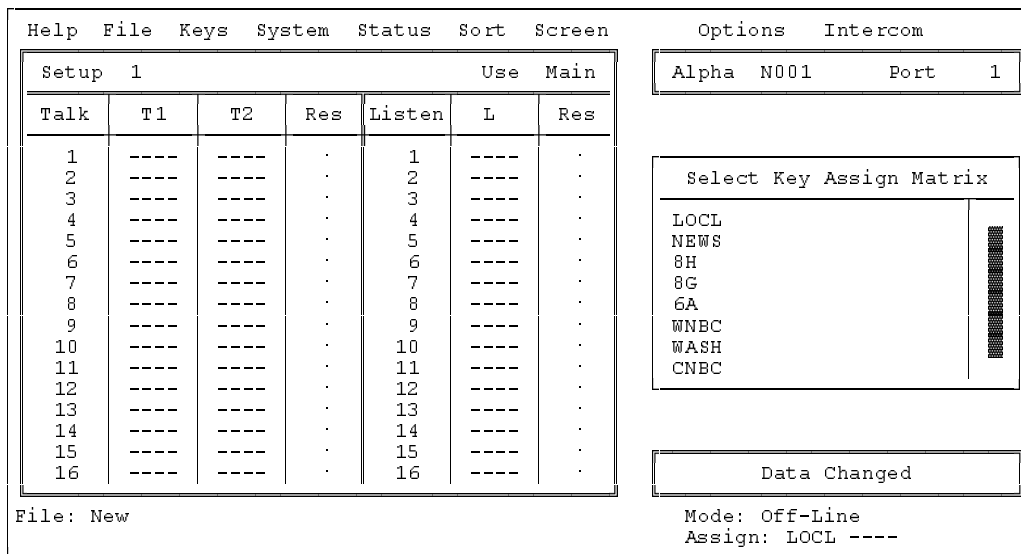 Help File Keys System Status Sort Screen Options Intercom
Setup 1 Use Main
Alpha N001 Port 1
Talk T1 T2 Res Listen L Res
1 ---- ---- · 1 ---- ·
2 ---- ---- · 2 ---- ·
3 ---- ---- · 3 ---- ·
4 ---- ---- · 4 ---- ·
5 ---- ---- · 5 ---- ·
6 ---- ---- · 6 ---- ·
7 ---- ---- · 7 ---- ·
8 ---- ---- · 8 ---- ·
9 ---- ---- · 9 ---- ·
10 ---- ---- · 10 ---- ·
11 ---- ---- · 11 ---- ·
12 ---- ---- · 12 ---- ·
13 ---- ---- · 13 ---- ·
14 ---- ---- · 14 ---- ·
15 ---- ---- · 15 ---- ·
16 ---- ---- · 16 ---- ·
Select Key Assign Matrix
LOCL
NEWS
8H
8G
6A
WNBC
WASH
CNBC
Data Changed
File: New
Mode: Off-Line
Assign: LOCL ----